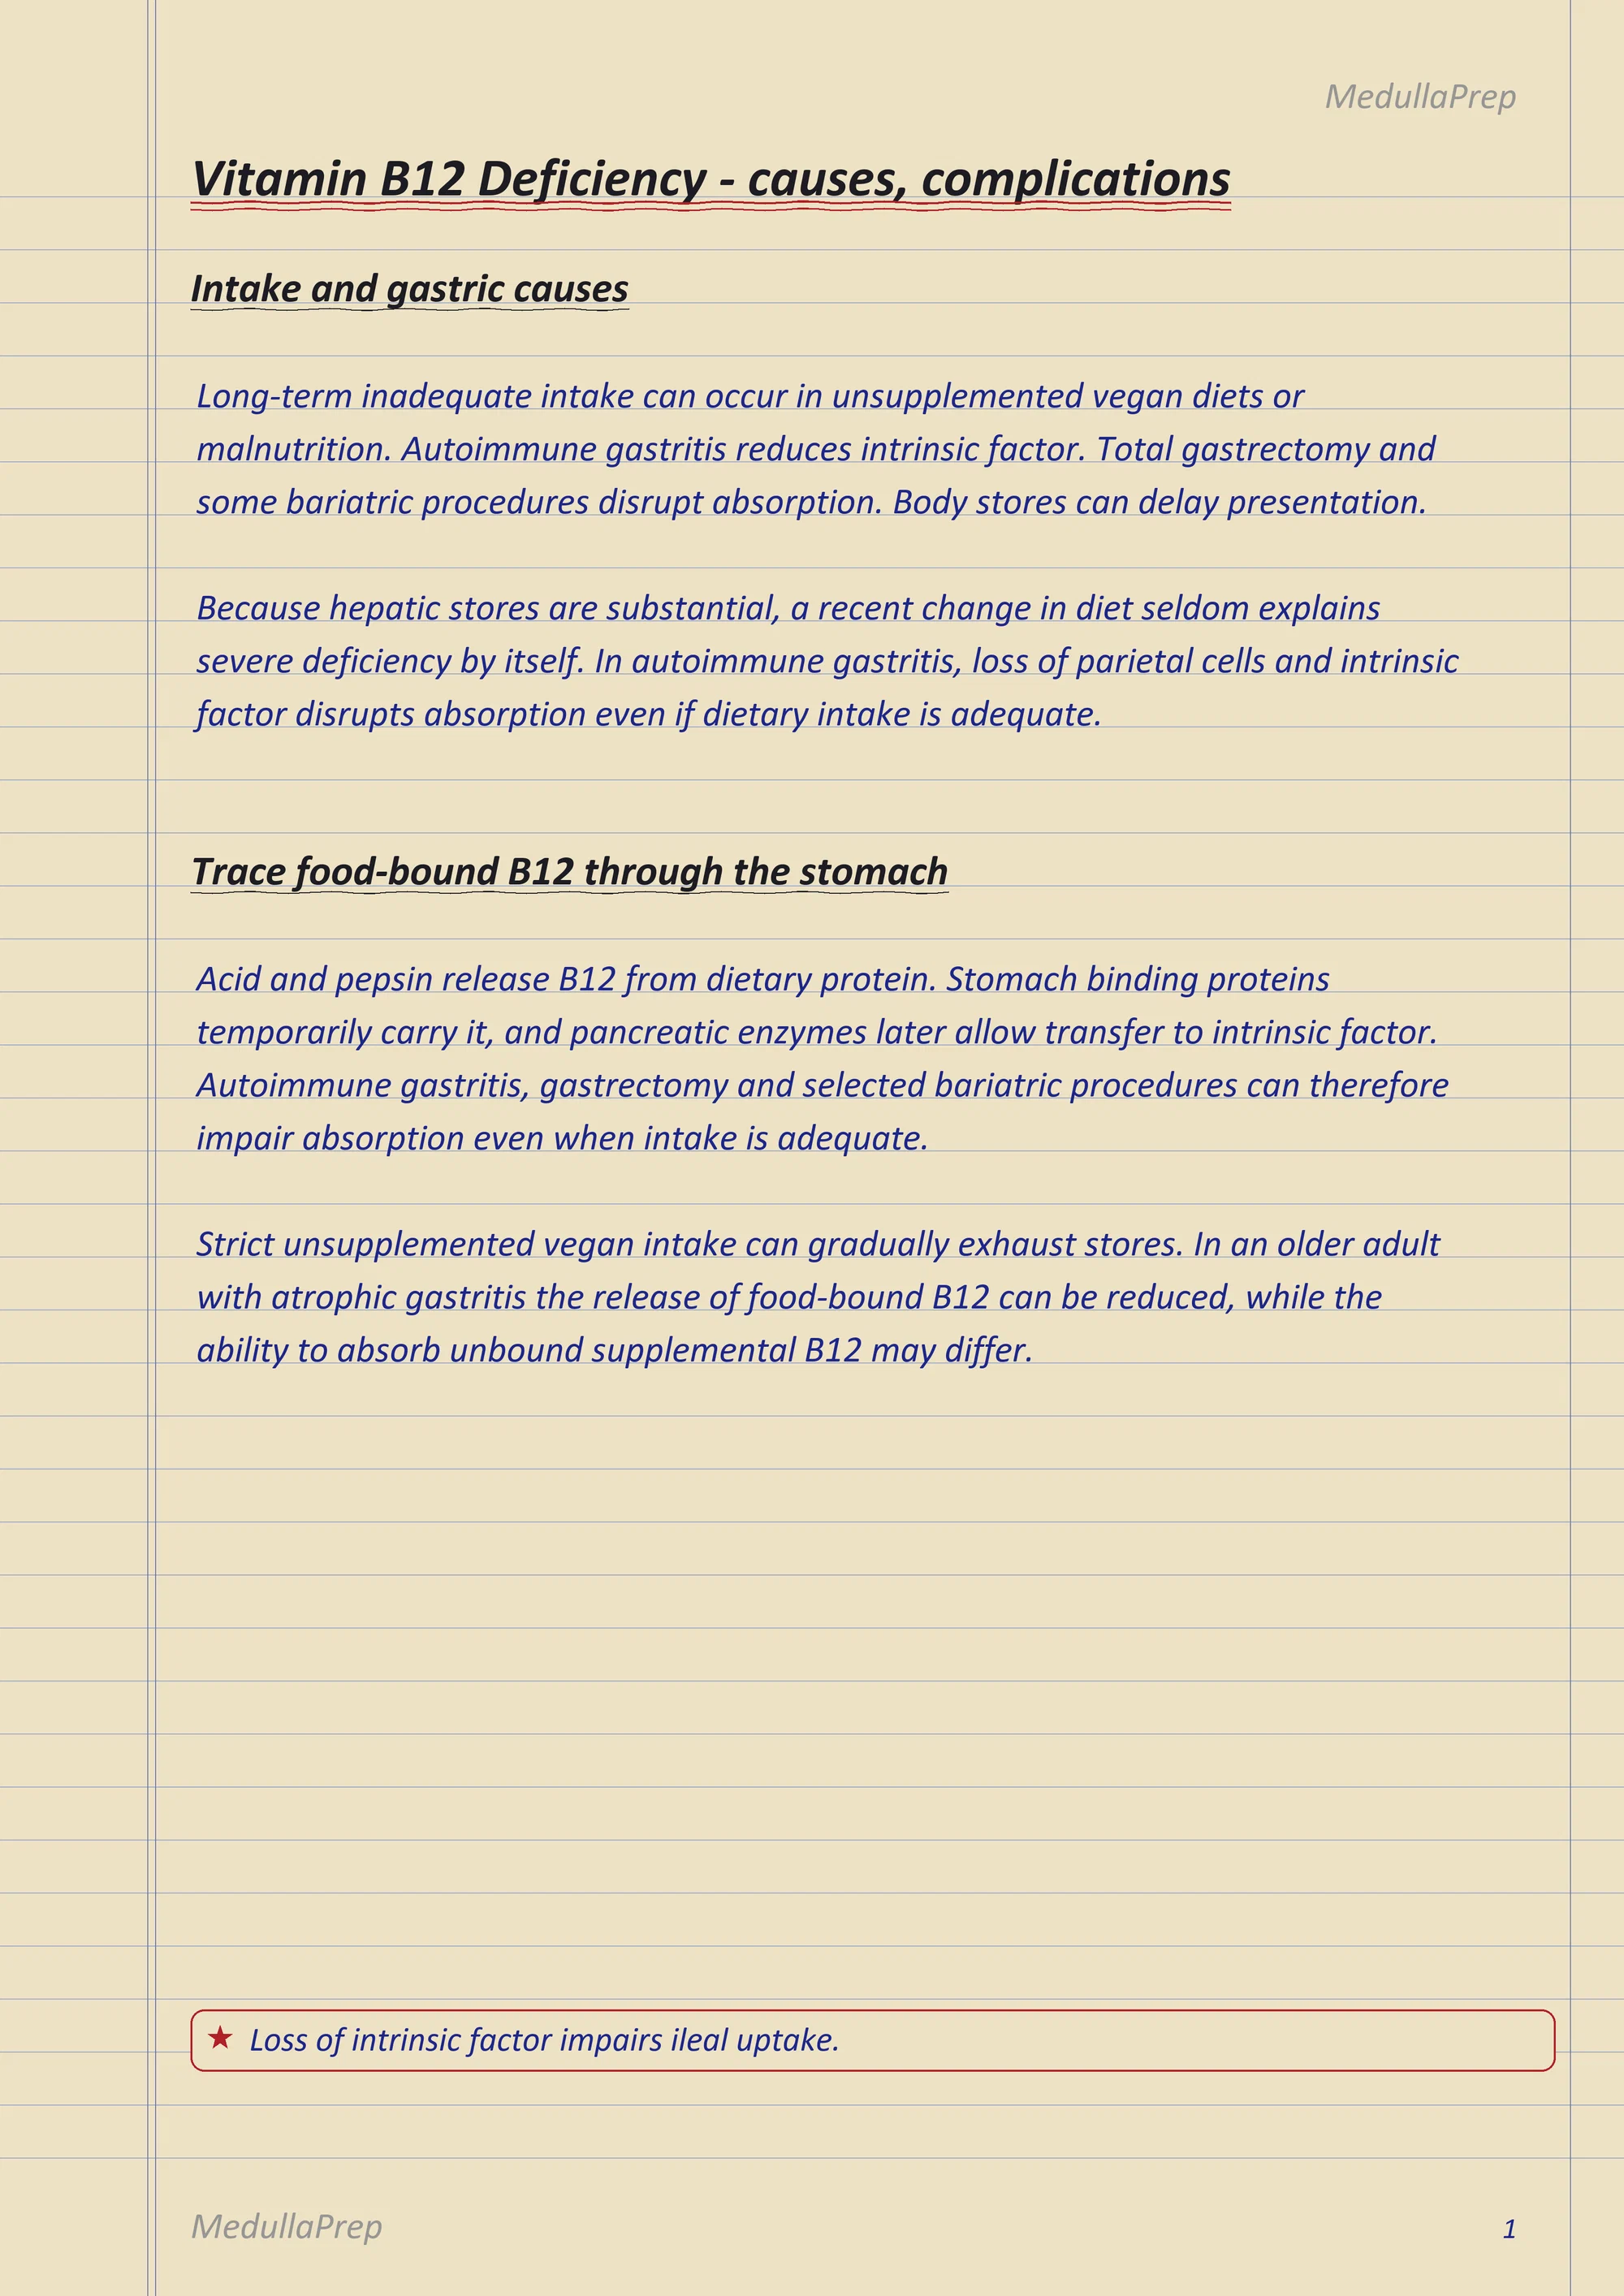 MedullaPrep
Vitamin B12 Deficiency - causes, complications
Intake and gastric causes
Long-term inadequate intake can occur in unsupplemented vegan diets or
malnutrition. Autoimmune gastritis reduces intrinsic factor. Total gastrectomy and
some bariatric procedures disrupt absorption. Body stores can delay presentation.
Because hepatic stores are substantial, a recent change in diet seldom explains
severe deficiency by itself. In autoimmune gastritis, loss of parietal cells and intrinsic
factor disrupts absorption even if dietary intake is adequate.
Trace food-bound B12 through the stomach
Acid and pepsin release B12 from dietary protein. Stomach binding proteins
temporarily carry it, and pancreatic enzymes later allow transfer to intrinsic factor.
Autoimmune gastritis, gastrectomy and selected bariatric procedures can therefore
impair absorption even when intake is adequate.
Strict unsupplemented vegan intake can gradually exhaust stores. In an older adult
with atrophic gastritis the release of food-bound B12 can be reduced, while the
ability to absorb unbound supplemental B12 may differ.
★ Loss of intrinsic factor impairs ileal uptake.
MedullaPrep
1